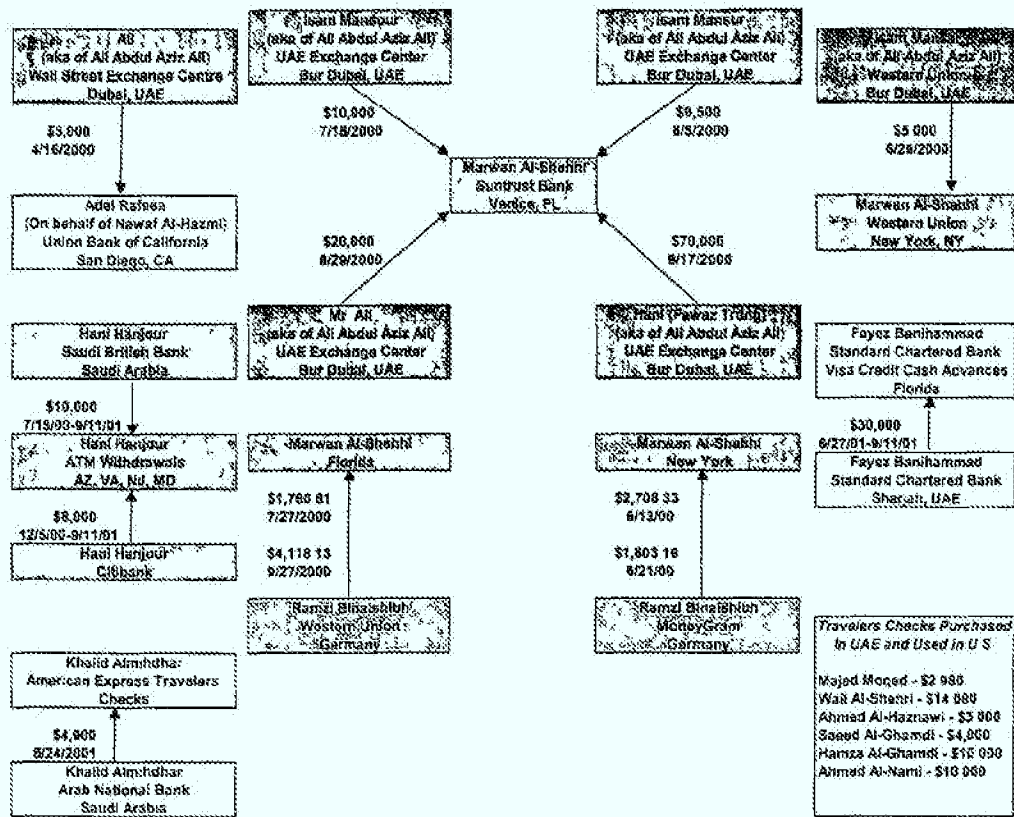 Ali
(aka of Ali Abdul Aziz Ali)
Wall Street Exchange Centre
Dubai, UAE
Isam Mansour
(aka of Ali Abdul Aziz Ali)
UAE Exchange Center
Bur Dubai, UAE
Isam Mansur
(aka of Ali Abdul Aziz Ali)
UAE Exchange Center
Bur Dubai, UAE
Isam
(aka of Ali Abdul Aziz Ali)
Western Union
Bur Dubai, UAE
4/16/2000
$10,000
7/18/2000
8/5/2000
$5 000
Marwan Al-Shehhi
Suntrust Bank
Venice, FL
Adel Rafeea
(On behalf of Nawaf Al-Hazmi)
Union Bank of California
San Diego, CA
Marwan Al-Shehhi
Western Union
New York, NY
$20,000
8/29/2000
$70,000
9/17/2000
Mr. Ali
(aka of Ali Abdul Aziz Ali)
UAE Exchange Center
Bur Dubai, UAE
Hani (Fawaz Trdng)
(aka of Ali Abdul Aziz Ali)
UAE Exchange Center
Bur Dubai, UAE
Hani Hanjour
Saudi British Bank
Saudi Arabia
$10,000
Hani Hanjour
ATM Withdrawals
AZ, VA, NJ, MD
$8,000
12/5/00-9/11/01
Hani Hanjour
Citibank
Marwan Al-Shehhi
Florida
7/27/2000
$4,118 13
9/27/2000
Ramzi Binalshibh
Western Union
Germany
Marwan Al-Shehhi
New York
$2,708 33
6/13/00
$1,803 16
6/21/00
Ramzi Binalshibh
MoneyGram
Germany
Fayez Banihammad
Standard Chartered Bank
Visa Credit Cash Advances
Florida
$30,000
6/27/01-9/11/01
Fayez Banihammad
Standard Chartered Bank
Sharjah, UAE
Khalid Almihdhar
American Express Travelers
Checks
$4,900
8/24/2001
Khalid Almihdhar
Arab National Bank
Saudi Arabia
Travelers Checks Purchased
In UAE and Used in U S
Majed Moqed - $2 980
Wail Al-Shehri - $14 000
Ahmed Al-Haznawi - $3 000
Saeed Al-Ghamdi - $4,000
Hamza Al-Ghamdi - $10 000
Ahmed Al-Nami - $10 000